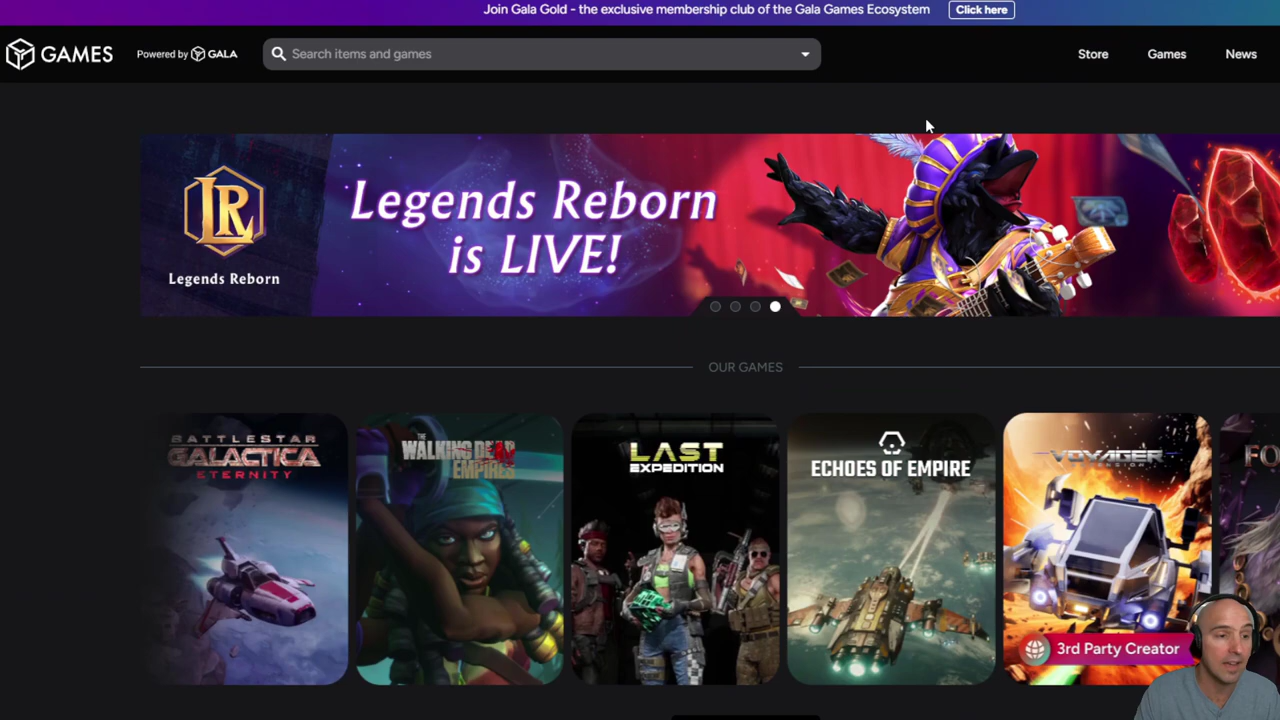 Join Gala Gold - the exclusive membership club of the Gala Games Ecosystem
Click here
GAMES
Powered by GALA
Search items and games
Store
Games
News
LR
Legends Reborn
Legends Reborn
is LIVE!
OUR GAMES
BATTLESTAR
GALACTICA
ETERNITY
THE
WALKING DEAD
EMPIRES
LAST
EXPEDITION
ECHOES OF EMPIRE
VOYAGER
FO
3rd Party Creator